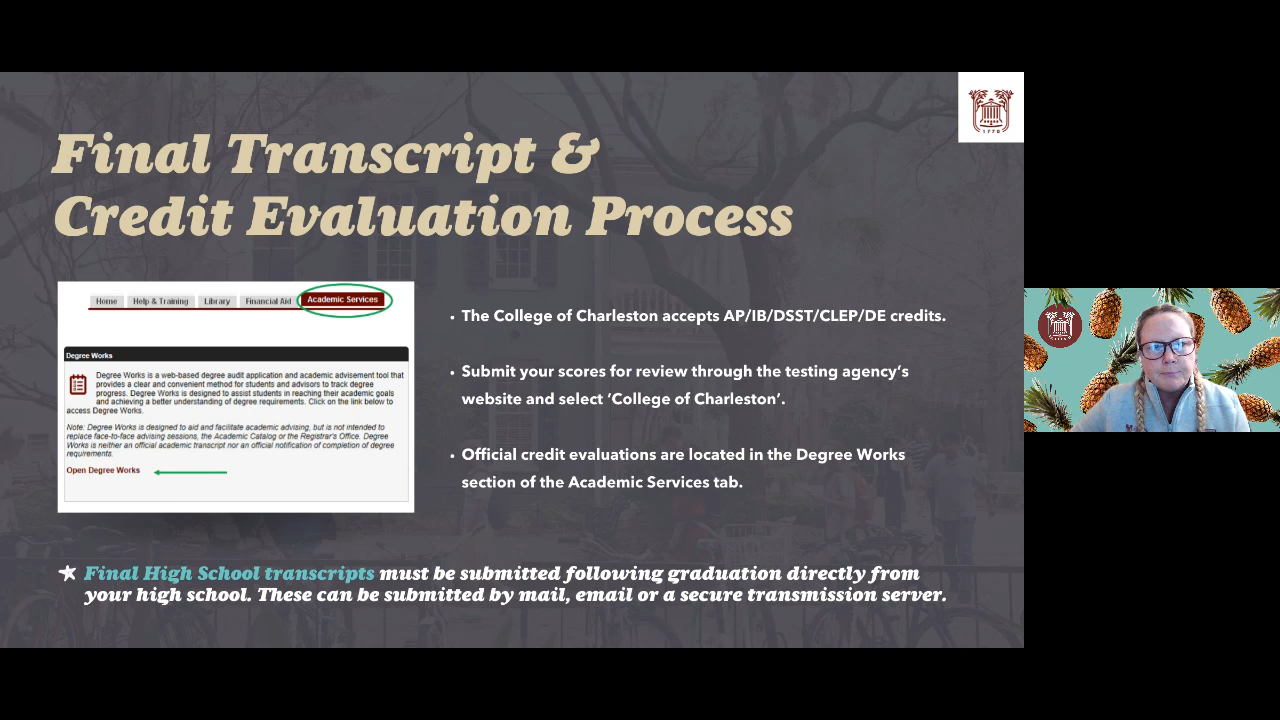 1770
Final Transcript &
Credit Evaluation Process
Home Help & Training Library Financial Aid Academic Services
Degree Works
Degree Works is a web-based degree audit application and academic advisement tool that
provides a clear and convenient method for students and advisors to track degree
progress. Degree Works is designed to assist students in reaching their academic goals
and achieving a better understanding of degree requirements. Click on the link below to
access Degree Works.
Note: Degree Works is designed to aid and facilitate academic advising, but is not intended to
replace face-to-face advising sessions, the Academic Catalog or the Registrar's Office. Degree
Works is neither an official academic transcript nor an official notification of completion of degree
requirements.
Open Degree Works
• The College of Charleston accepts AP/IB/DSST/CLEP/DE credits.
• Submit your scores for review through the testing agency's
website and select 'College of Charleston'.
• Official credit evaluations are located in the Degree Works
section of the Academic Services tab.
Final High School transcripts must be submitted following graduation directly from
your high school. These can be submitted by mail, email or a secure transmission server.